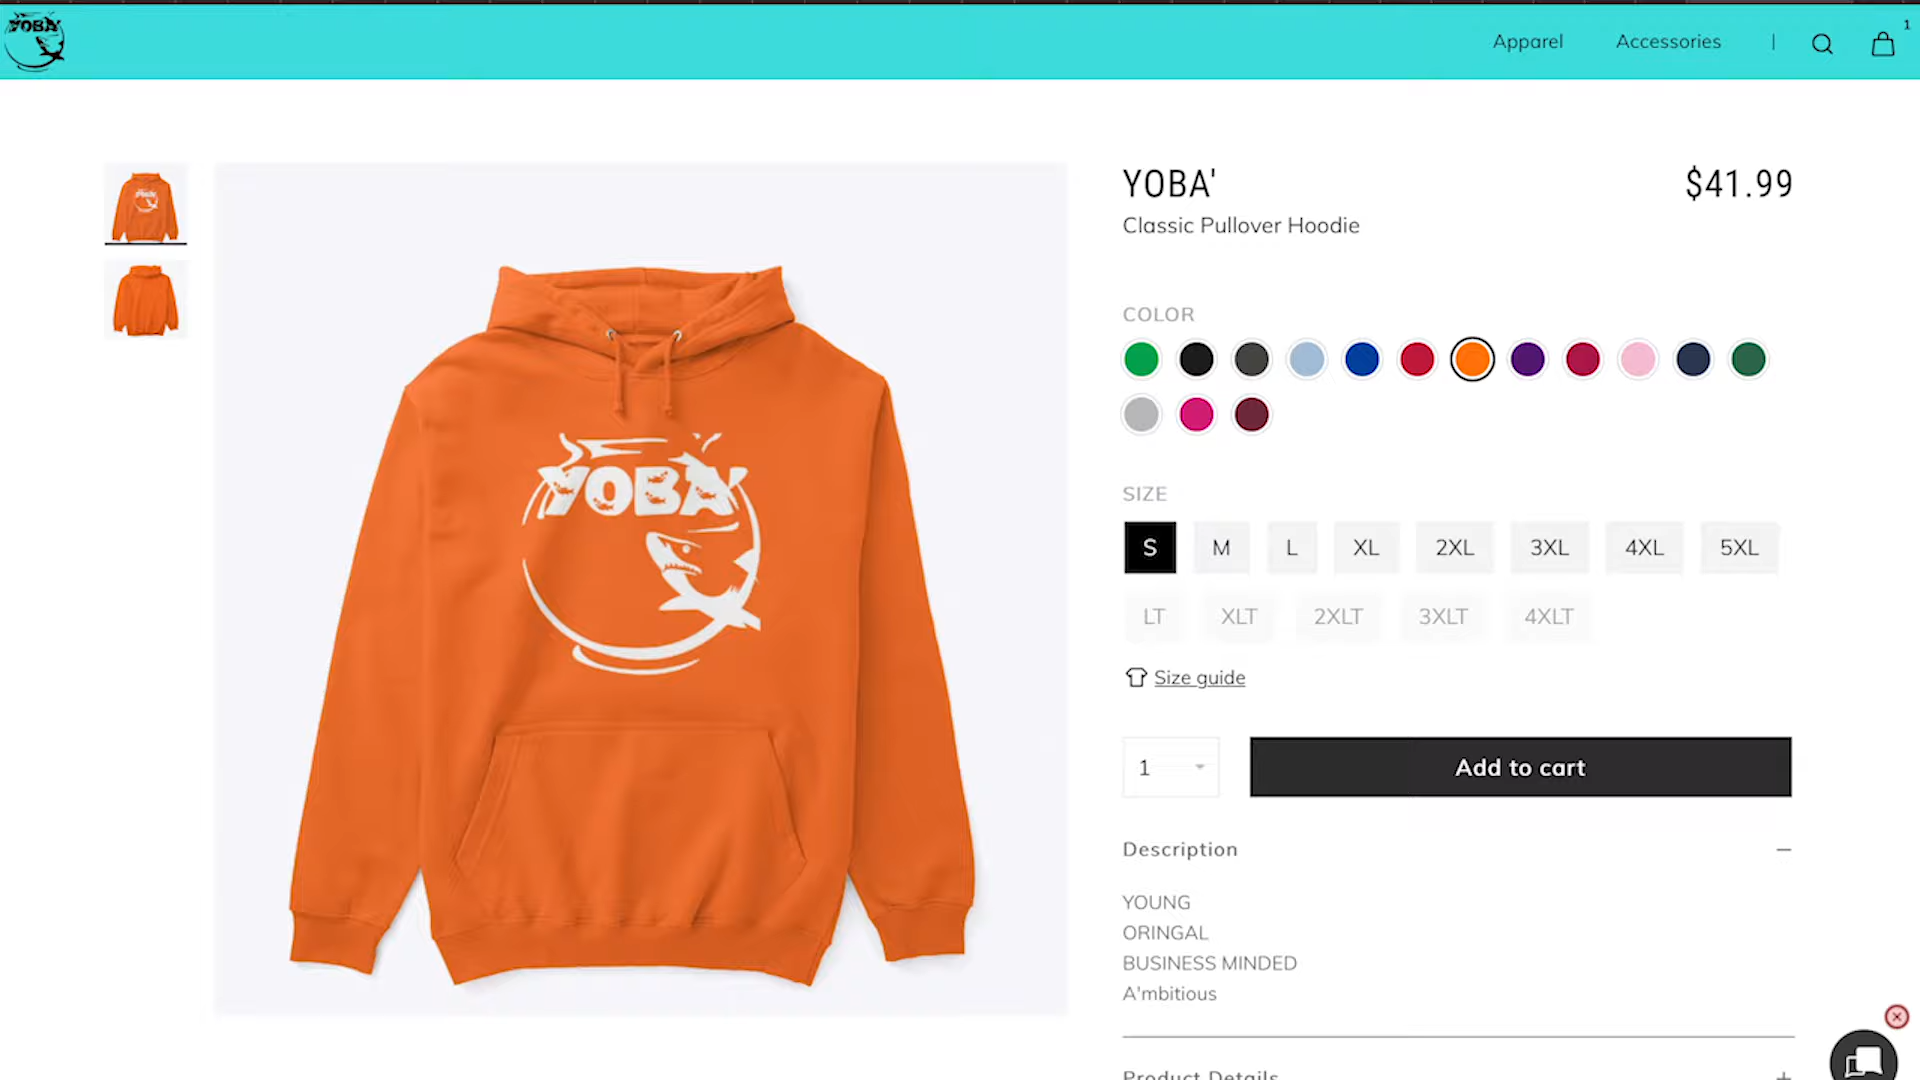 YOBA'
Apparel
Accessories
1
YOBA'
$41.99
Classic Pullover Hoodie
COLOR
YOBA'
SIZE
S M L XL 2XL 3XL 4XL 5XL
LT XLT 2XLT 3XLT 4XLT
Size guide
1
Add to cart
Description
YOUNG
ORINGAL
BUSINESS MINDED
A'mbitious
Product Details